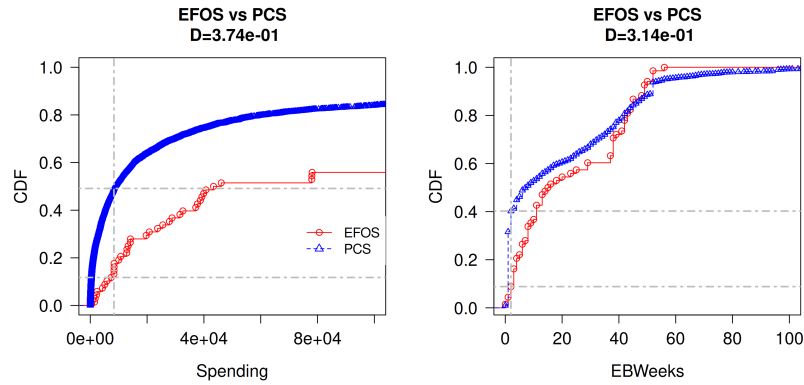 EFOS vs PCS
D=3.74e-01
CDF
1.0
0.8
0.6
0.4
0.2
0.0
EFOS
PCS
0e+00
4e+04
8e+04
Spending
EFOS vs PCS
D=3.14e-01
CDF
1.0
0.8
0.6
0.4
0.2
0.0
0
20
40
60
80
100
EBWeeks